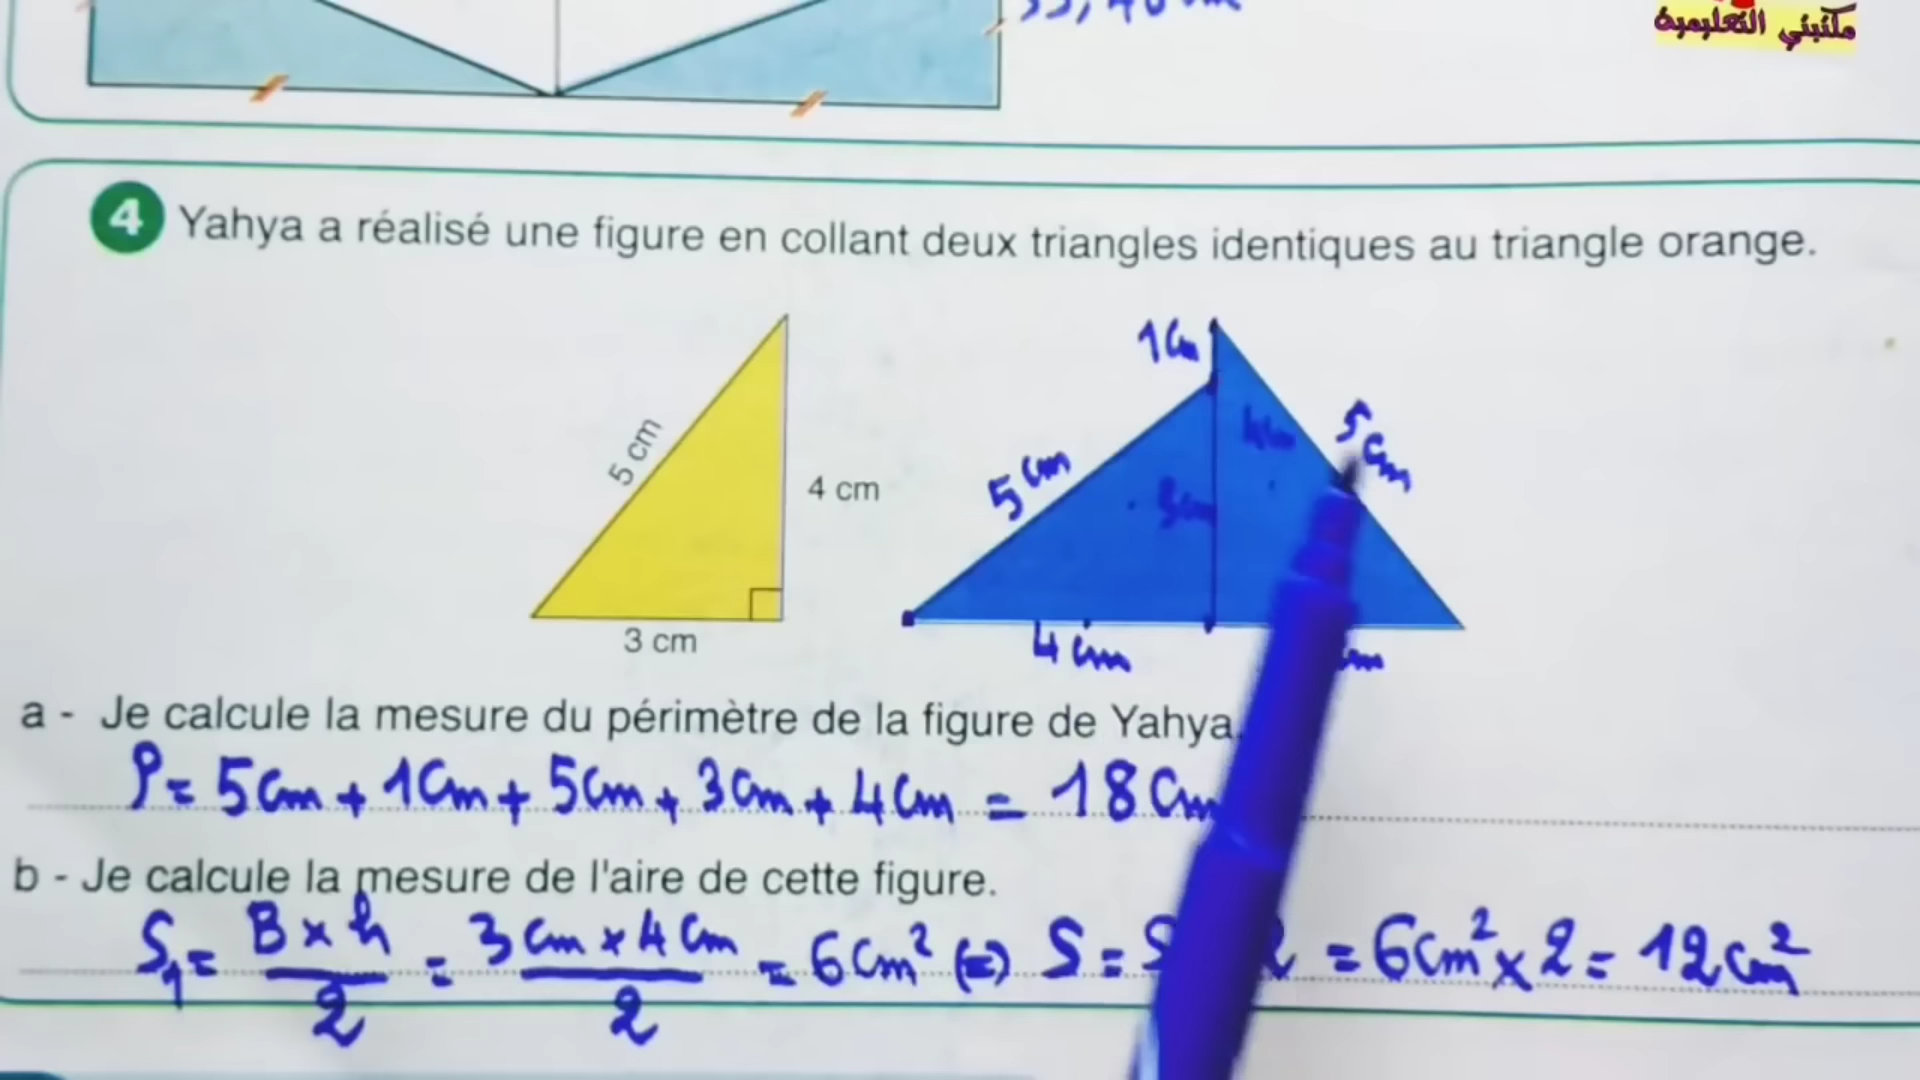 مكتبتي التعليمية
4 Yahya a réalisé une figure en collant deux triangles identiques au triangle orange.
5 cm
4 cm
3 cm
1cm
5cm
4cm
3cm
5cm
4cm
cm
a - Je calcule la mesure du périmètre de la figure de Yahya.
P = 5cm + 1cm + 5cm + 3cm + 4cm = 18cm
b - Je calcule la mesure de l'aire de cette figure.
S₁ = B × h / 2 = 3cm × 4cm / 2 = 6cm² (=) S = = 6cm² × 2 = 12cm²